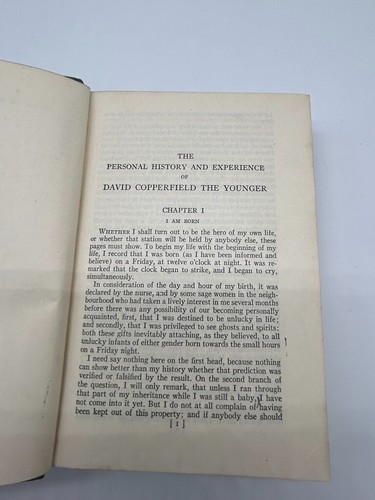 THE
PERSONAL HISTORY AND EXPERIENCE
OF
DAVID COPPERFIELD THE YOUNGER
CHAPTER I
I AM BORN
WHETHER I shall turn out to be the hero of my own life,
or whether that station will be held by anybody else, these
pages must show. To begin my life with the beginning of my
life, I record that I was born (as I have been informed and
believe) on a Friday, at twelve o'clock at night. It was re-
marked that the clock began to strike, and I began to cry,
simultaneously.
In consideration of the day and hour of my birth, it was
declared by the nurse, and by some sage women in the neigh-
bourhood who had taken a lively interest in me several months
before there was any possibility of our becoming personally
acquainted, first, that I was destined to be unlucky in life;
and secondly, that I was privileged to see ghosts and spirits:
both these gifts inevitably attaching, as they believed, to all
unlucky infants of either gender born towards the small hours
on a Friday night.
I need say nothing here on the first head, because nothing
can show better than my history whether that prediction was
verified or falsified by the result. On the second branch of
the question, I will only remark, that unless I ran through
that part of my inheritance while I was still a baby, I have
not come into it yet. But I do not at all complain of having
been kept out of this property; and if anybody else should
[ 1 ]